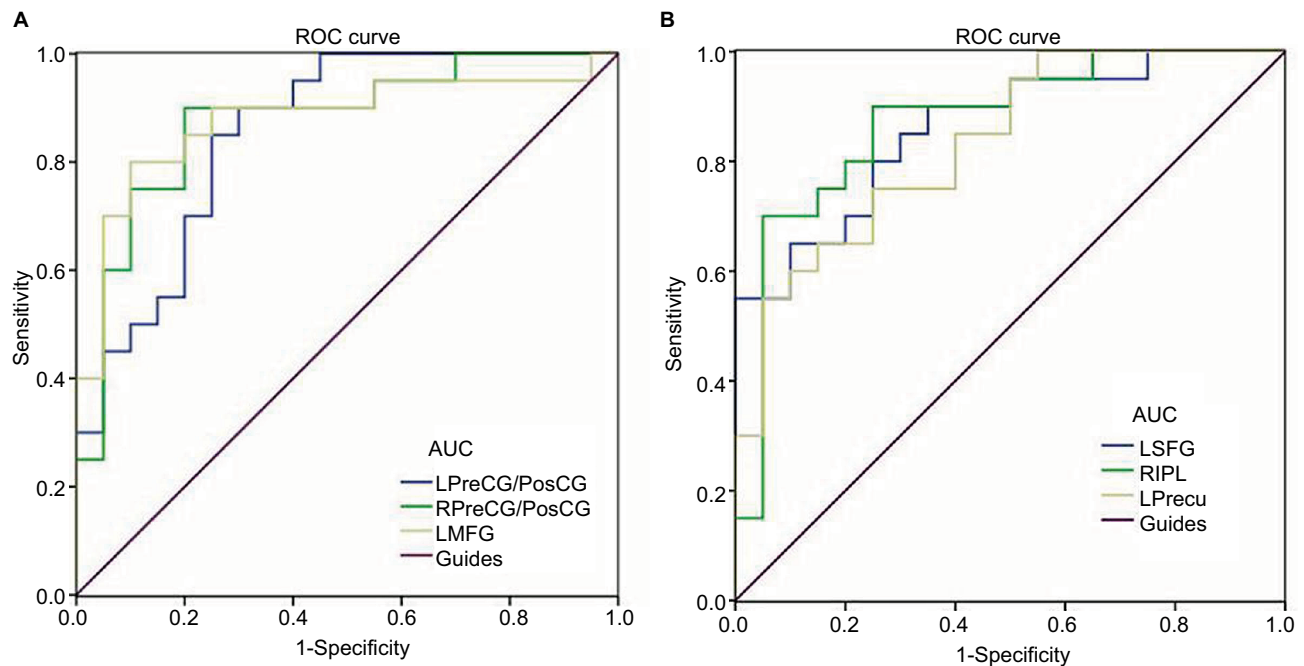 A
ROC curve
1.0
0.8
0.6
0.4
0.2
0.0
Sensitivity
AUC
LPreCG/PosCG
RPreCG/PosCG
LMFG
Guides
0.0 0.2 0.4 0.6 0.8 1.0
1-Specificity
B
ROC curve
1.0
0.8
0.6
0.4
0.2
0.0
Sensitivity
AUC
LSFG
RIPL
LPrecu
Guides
0.0 0.2 0.4 0.6 0.8 1.0
1-Specificity